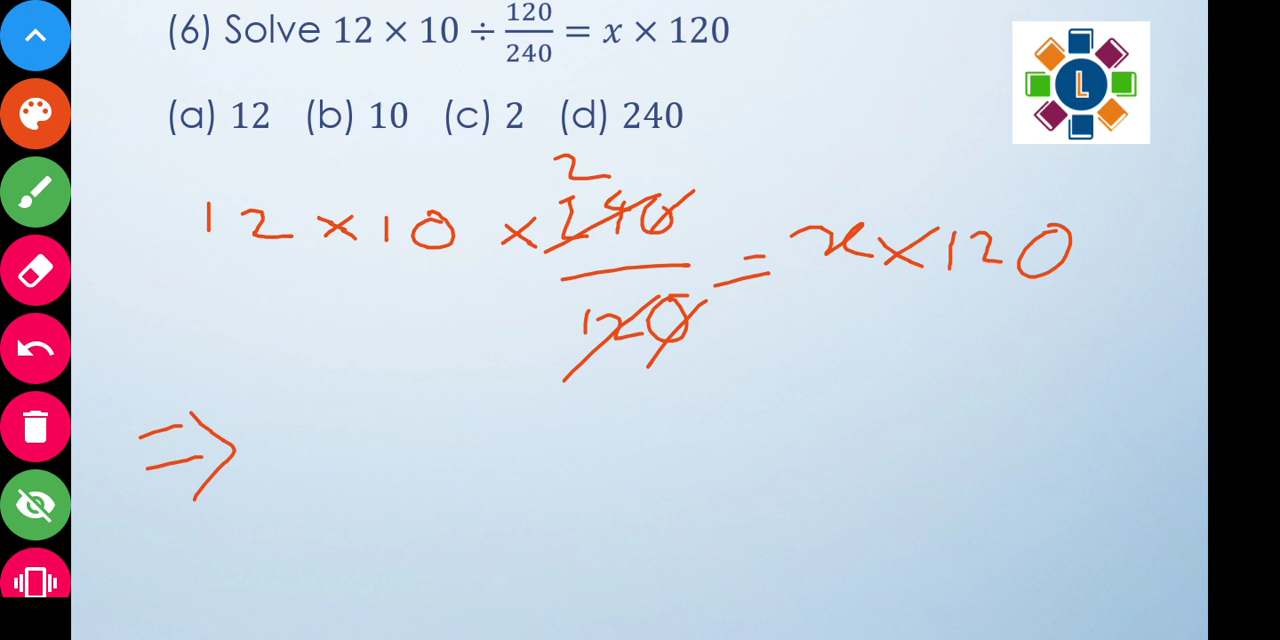 (6) Solve 12 × 10 ÷ 120/240 = x × 120
(a) 12 (b) 10 (c) 2 (d) 240
L
2
12 × 10 × 240/120 = x × 120
⇒